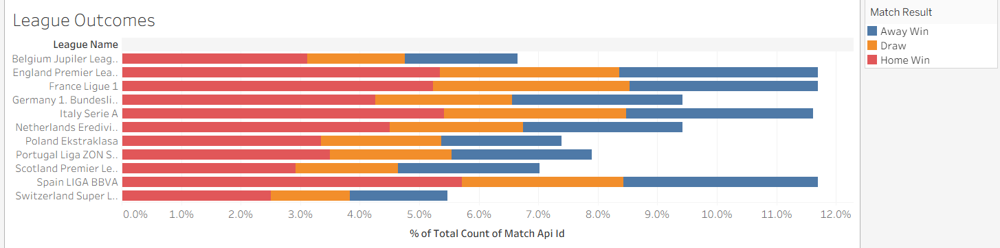 League Outcomes
League Name
Belgium Jupiler Leag..
England Premier Lea..
France Ligue 1
Germany 1. Bundesli..
Italy Serie A
Netherlands Eredivi..
Poland Ekstraklasa
Portugal Liga ZON S..
Scotland Premier Le..
Spain LIGA BBVA
Switzerland Super L..
0.0% 1.0% 2.0% 3.0% 4.0% 5.0% 6.0% 7.0% 8.0% 9.0% 10.0% 11.0% 12.0%
% of Total Count of Match Api Id
Match Result
Away Win
Draw
Home Win